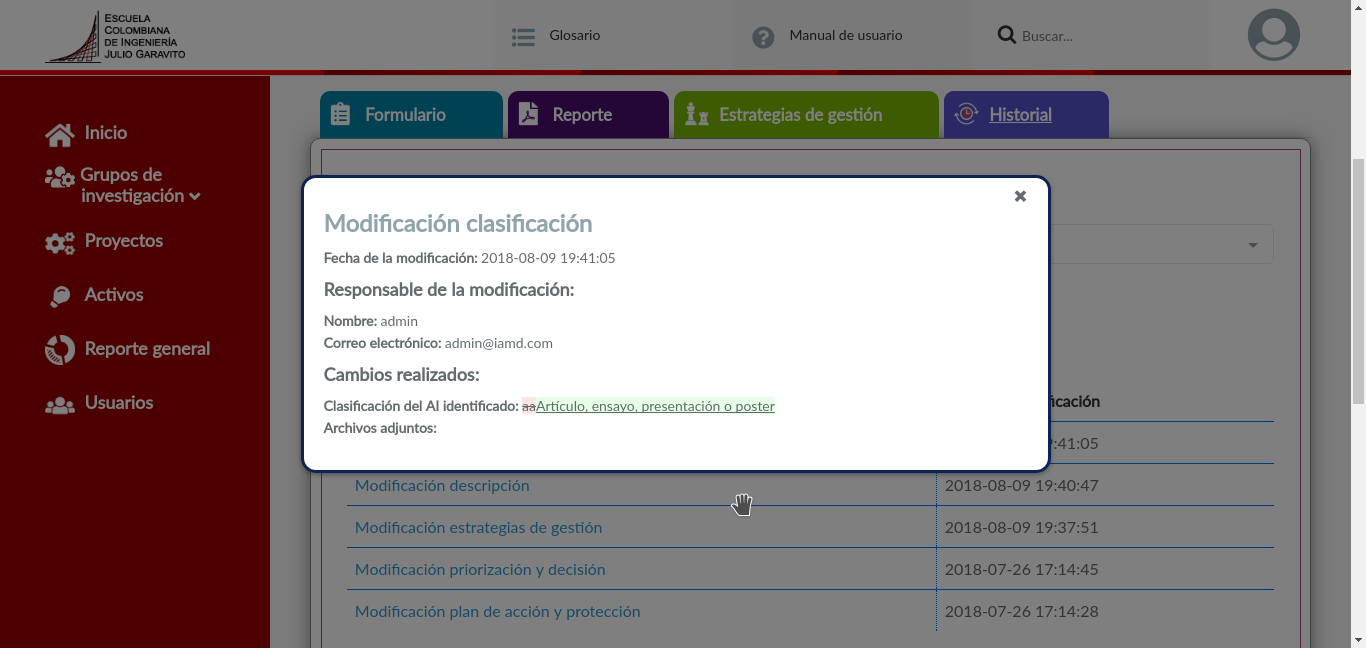 ESCUELA
COLOMBIANA
DE INGENIERÍA
JULIO GARAVITO
Glosario
Manual de usuario
Buscar...
Inicio
Grupos de
investigación
Proyectos
Activos
Reporte general
Usuarios
Formulario
Reporte
Estrategias de gestión
Historial
Modificación clasificación
Fecha de la modificación: 2018-08-09 19:41:05
Responsable de la modificación:
Nombre: admin
Correo electrónico: admin@iamd.com
Cambios realizados:
Clasificación del AI identificado: aaArtículo, ensayo, presentación o poster
Archivos adjuntos:
ficación
9:41:05
Modificación descripción 2018-08-09 19:40:47
Modificación estrategias de gestión 2018-08-09 19:37:51
Modificación priorización y decisión 2018-07-26 17:14:45
Modificación plan de acción y protección 2018-07-26 17:14:28